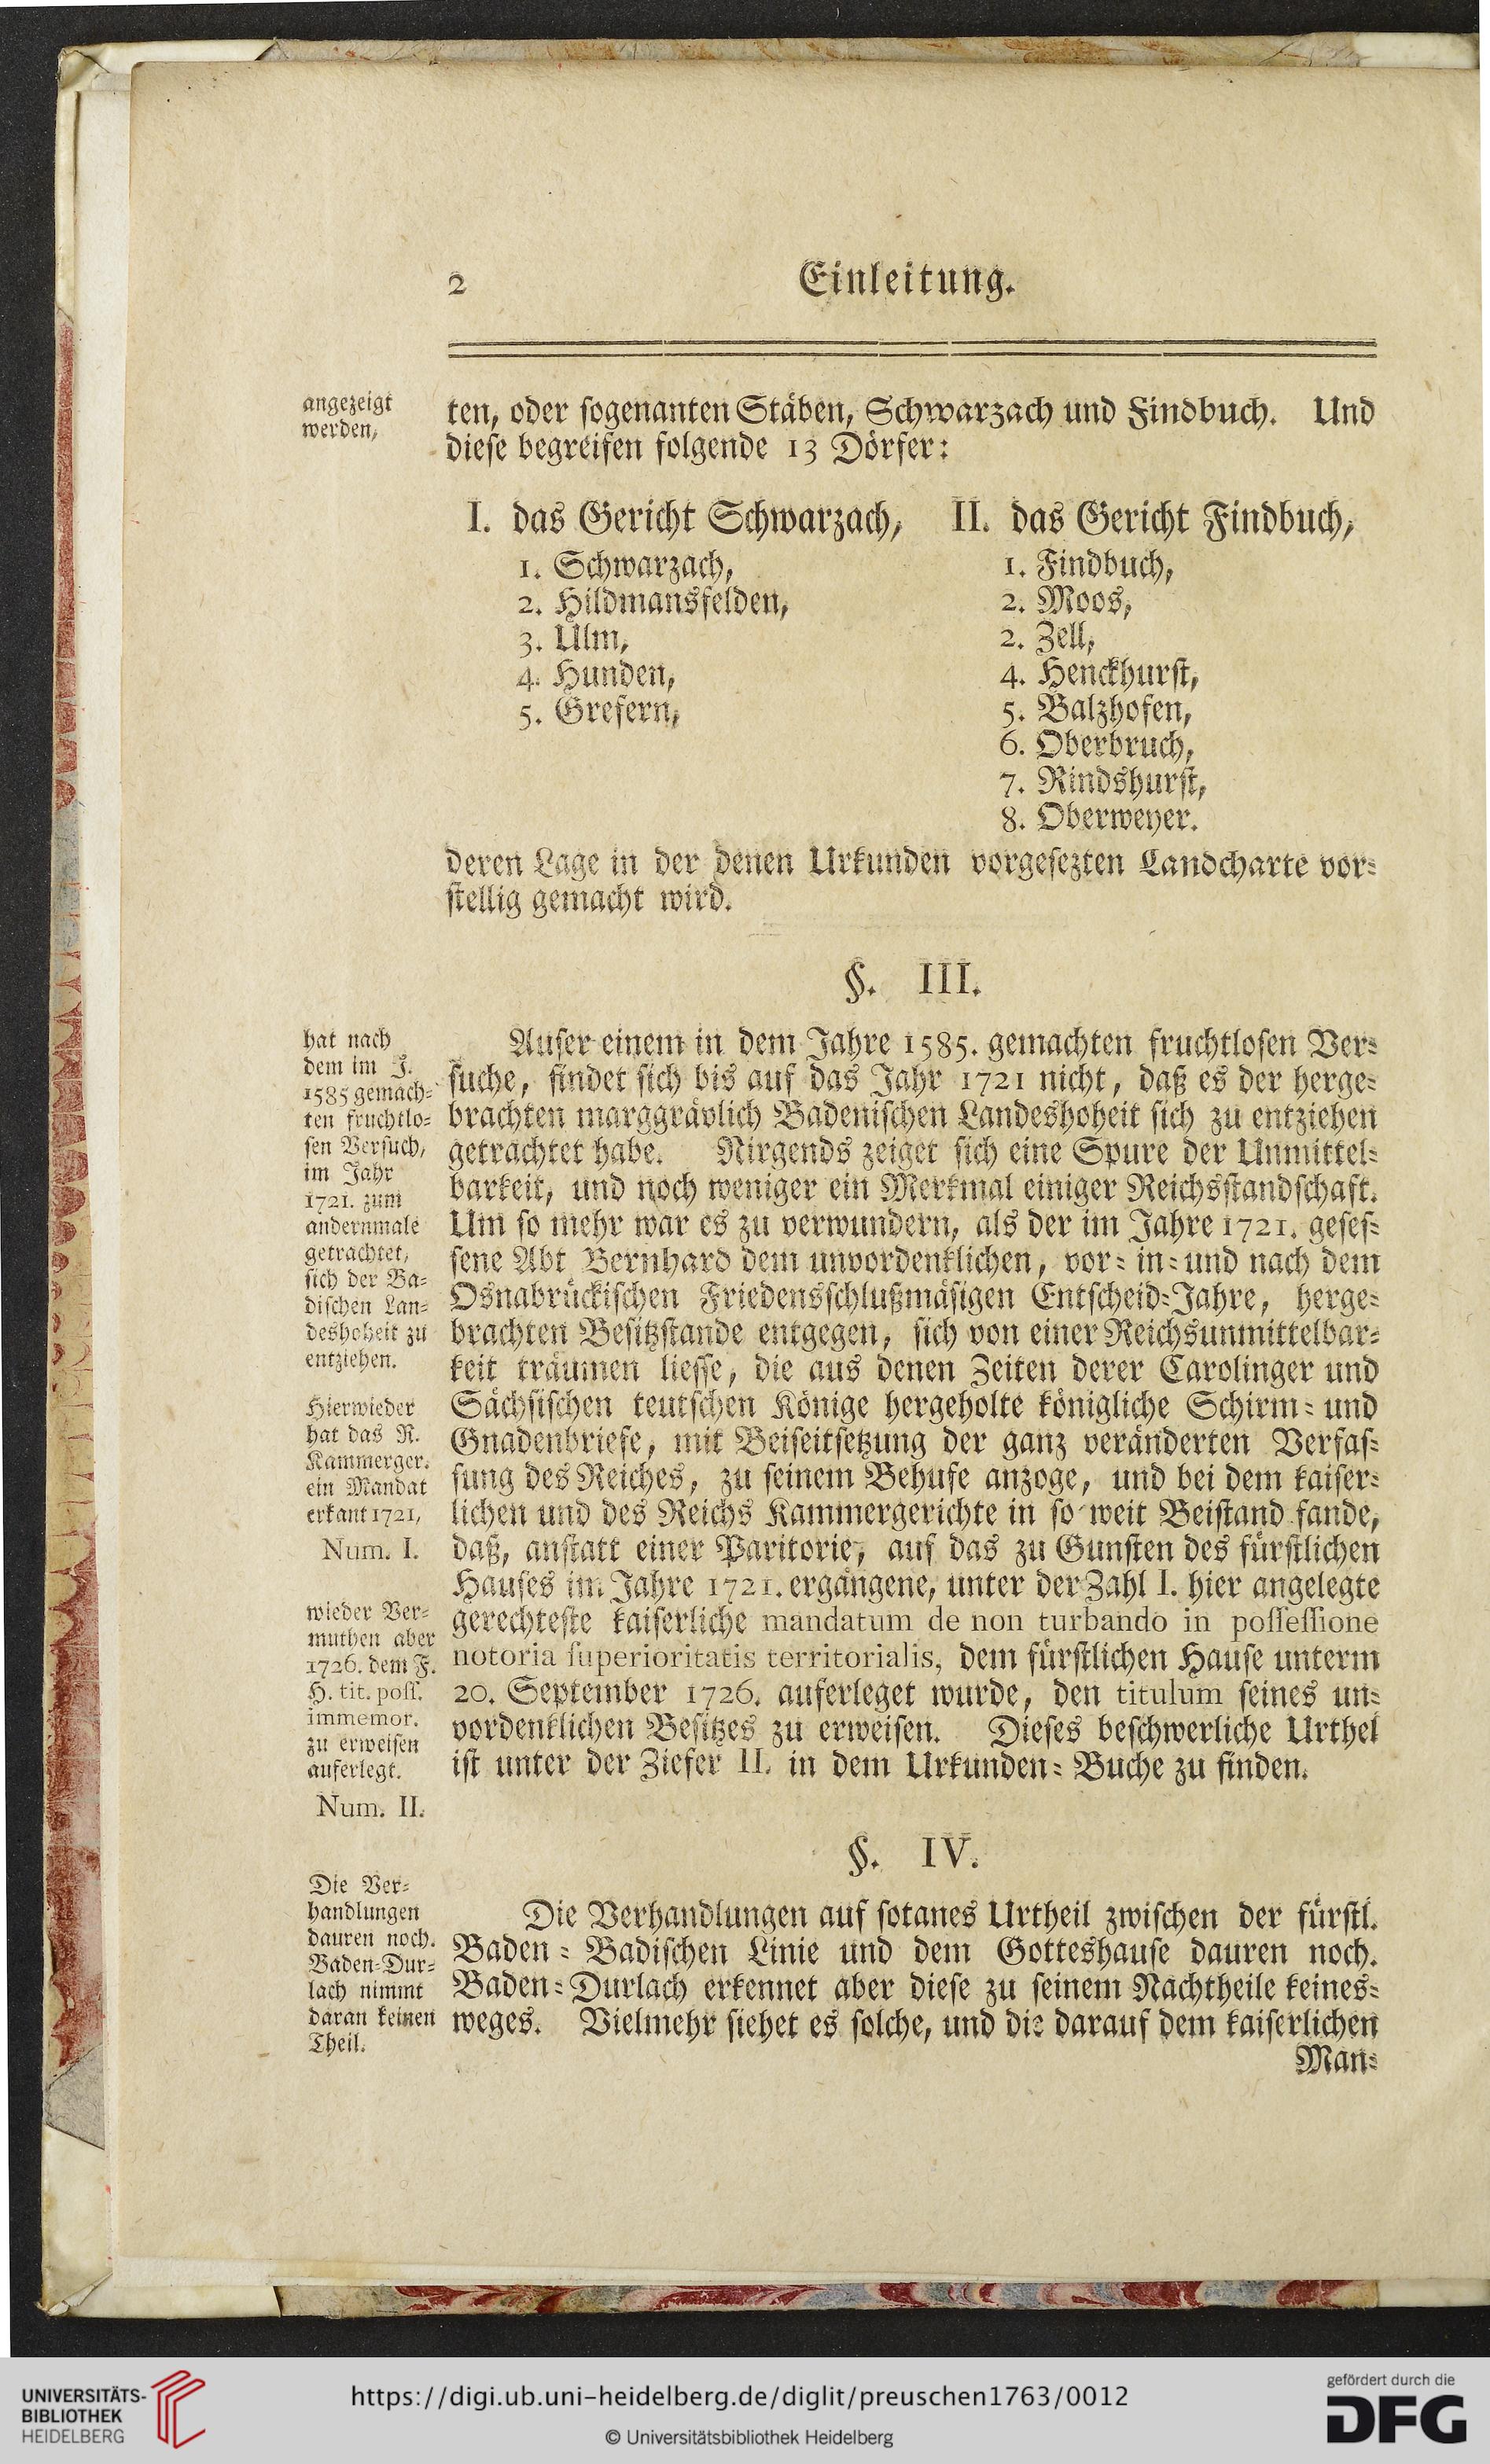 2
Einleitung.
angezeigt
werden,
ten, oder ſogenanten Stäben, Schwarzach und Findbuch. Und
dieſe begreifen folgende 13 Dörfer:
I. das Gericht Schwarzach,
1. Schwarzach,
2. Hildmansfelden,
3. Ulm,
4. Hunden,
5. Grefern,
II. das Gericht Findbuch,
1. Findbuch,
2. Moos,
2. Zell,
4. Henckhurſt,
5. Balzhofen,
6. Oberbruch,
7. Rindshurſt,
8. Oberweyer.
deren Lage in der denen Urkunden vorgeſezten Landcharte vor⸗
ſtellig gemacht wird.
§. III.
hat nach
dem im J.
1585 gemach⸗
ten fruchtlo⸗
ſen Verſuch,
im Jahr
1721. zum
andernmale
getrachtet,
ſich der Ba⸗
diſchen Lan⸗
deshoheit zu
entziehen.
Hierwieder
hat das R.
Kammerger.
ein Mandat
erkant 1721,
Num. I.
wieder Ver⸗
muthen aber
1726. dem F.
H. tit. poſſ.
immemor.
zu erweiſen
auferlegt.
Num. II.
Auſer einem in dem Jahre 1585. gemachten fruchtloſen Ver⸗
ſuche, findet ſich bis auf das Jahr 1721 nicht, daß es der herge⸗
brachten marggrävlich Badeniſchen Landeshoheit ſich zu entziehen
getrachtet habe. Nirgends zeiget ſich eine Spure der Unmittel⸗
barkeit, und noch weniger ein Merkmal einiger Reichsſtandſchaft.
Um ſo mehr war es zu verwundern, als der im Jahre 1721. geſeſ⸗
ſene Abt Bernhard dem unvordenklichen, vor⸗ in⸗ und nach dem
Osnabrückiſchen Friedensſchlußmäſigen Entſcheid⸗Jahre, herge⸗
brachten Beſitzſtande entgegen, ſich von einer Reichsunmittelbar⸗
keit träumen lieſſe, die aus denen Zeiten derer Carolinger und
Sächſiſchen teutſchen Könige hergeholte königliche Schirm⸗ und
Gnadenbriefe, mit Beiſeitſetzung der ganz veränderten Verfaſ⸗
ſung des Reiches, zu ſeinem Behufe anzoge, und bei dem kaiſer⸗
lichen und des Reichs Kammergerichte in ſo weit Beiſtand fande,
daß, anſtatt einer Paritorie, auf das zu Gunſten des fürſtlichen
Hauſes im Jahre 1721. ergangene, unter der Zahl I. hier angelegte
gerechteſte kaiſerliche mandatum de non turbando in poſſeſſione
notoria ſuperioritatis territorialis, dem fürſtlichen Hauſe unterm
20. September 1726. auferleget wurde, den titulum ſeines un⸗
vordenklichen Beſitzes zu erweiſen. Dieſes beſchwerliche Urthel
iſt unter der Ziefer II. in dem Urkunden⸗Buche zu finden.
§. IV.
Die Ver⸗
handlungen
dauren noch.
Baden⸗Dur⸗
lach nimmt
daran keinen
Theil.
Die Verhandlungen auf ſotanes Urtheil zwiſchen der fürſtl.
Baden⸗Badiſchen Linie und dem Gotteshauſe dauren noch.
Baden⸗Durlach erkennet aber dieſe zu ſeinem Nachtheile keines⸗
weges. Vielmehr ſiehet es ſolche, und die darauf dem kaiſerlichen
Man⸗
UNIVERSITÄTS-
BIBLIOTHEK
HEIDELBERG
https://digi.ub.uni-heidelberg.de/diglit/preuschen1763/0012
© Universitätsbibliothek Heidelberg
gefördert durch die
DFG